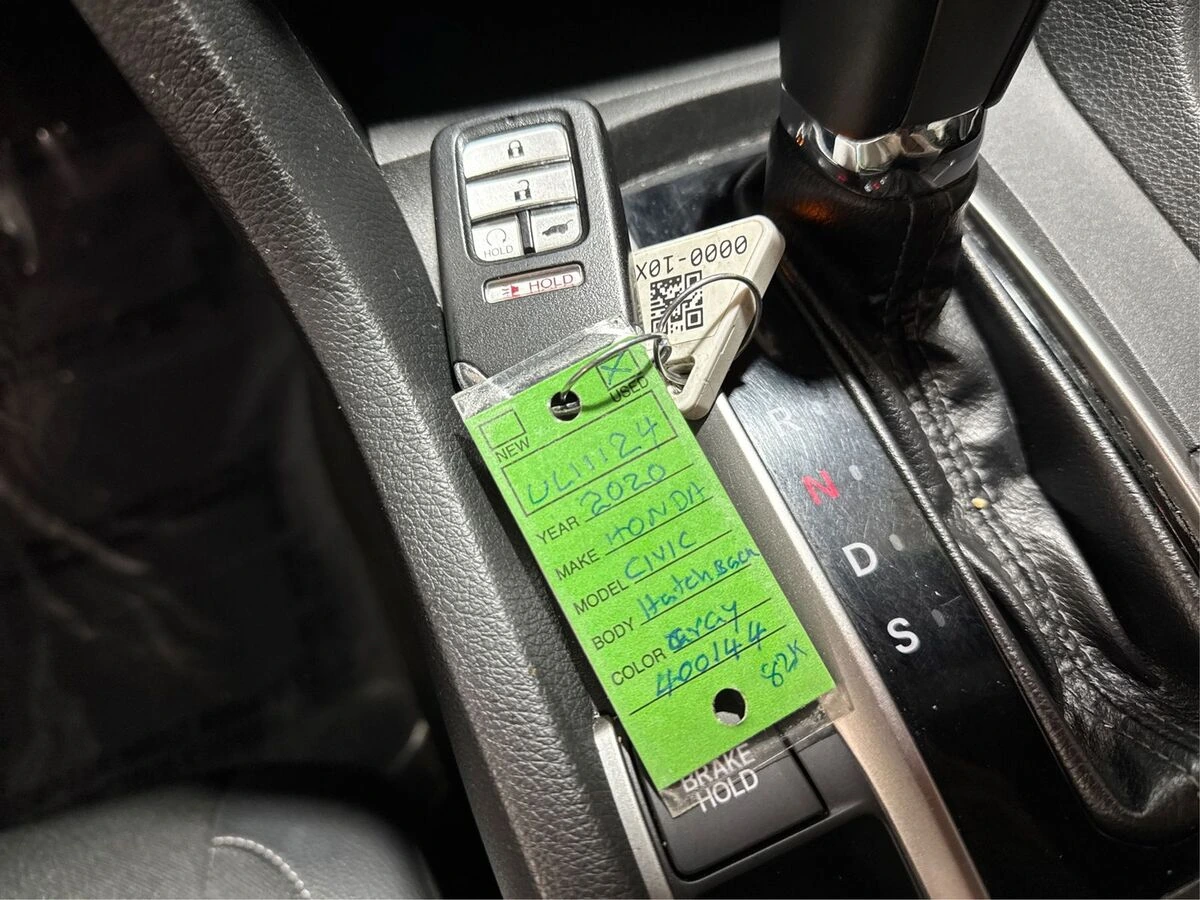 HOLD
HOLD
0000-10X
NEW
USED
UL11124
YEAR 2020
MAKE HONDA
MODEL CIVIC
BODY HatchBack
COLOR Gray
400144
82K
BRAKE
HOLD
R
N
D
S